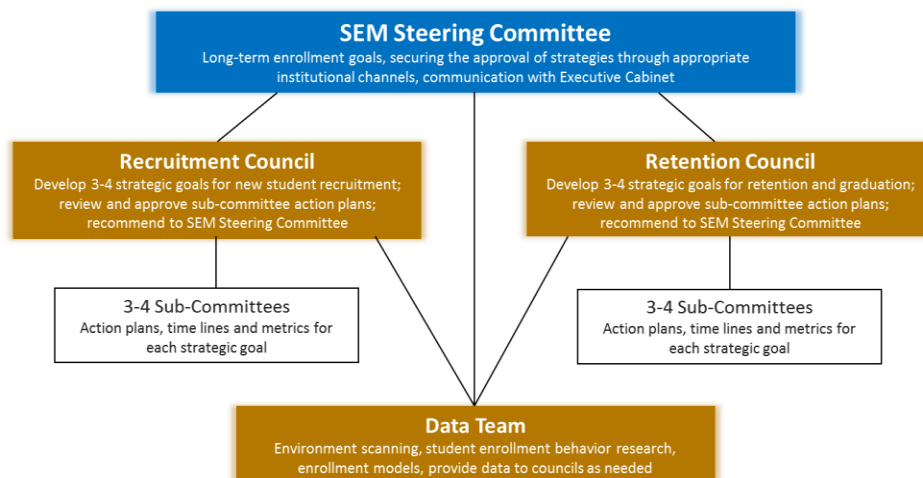 SEM Steering Committee
Long-term enrollment goals, securing the approval of strategies through appropriate
institutional channels, communication with Executive Cabinet
Recruitment Council
Develop 3-4 strategic goals for new student recruitment;
review and approve sub-committee action plans;
recommend to SEM Steering Committee
Retention Council
Develop 3-4 strategic goals for retention and graduation;
review and approve sub-committee action plans;
recommend to SEM Steering Committee
3-4 Sub-Committees
Action plans, time lines and metrics for
each strategic goal
3-4 Sub-Committees
Action plans, time lines and metrics for
each strategic goal
Data Team
Environment scanning, student enrollment behavior research,
enrollment models, provide data to councils as needed